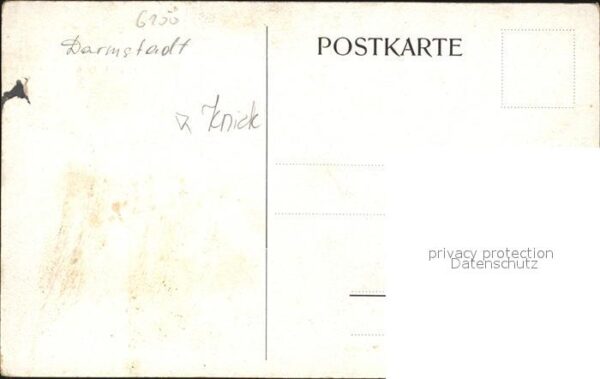 6100
Darmstadt
Knick
POSTKARTE
privacy protection
Datenschutz